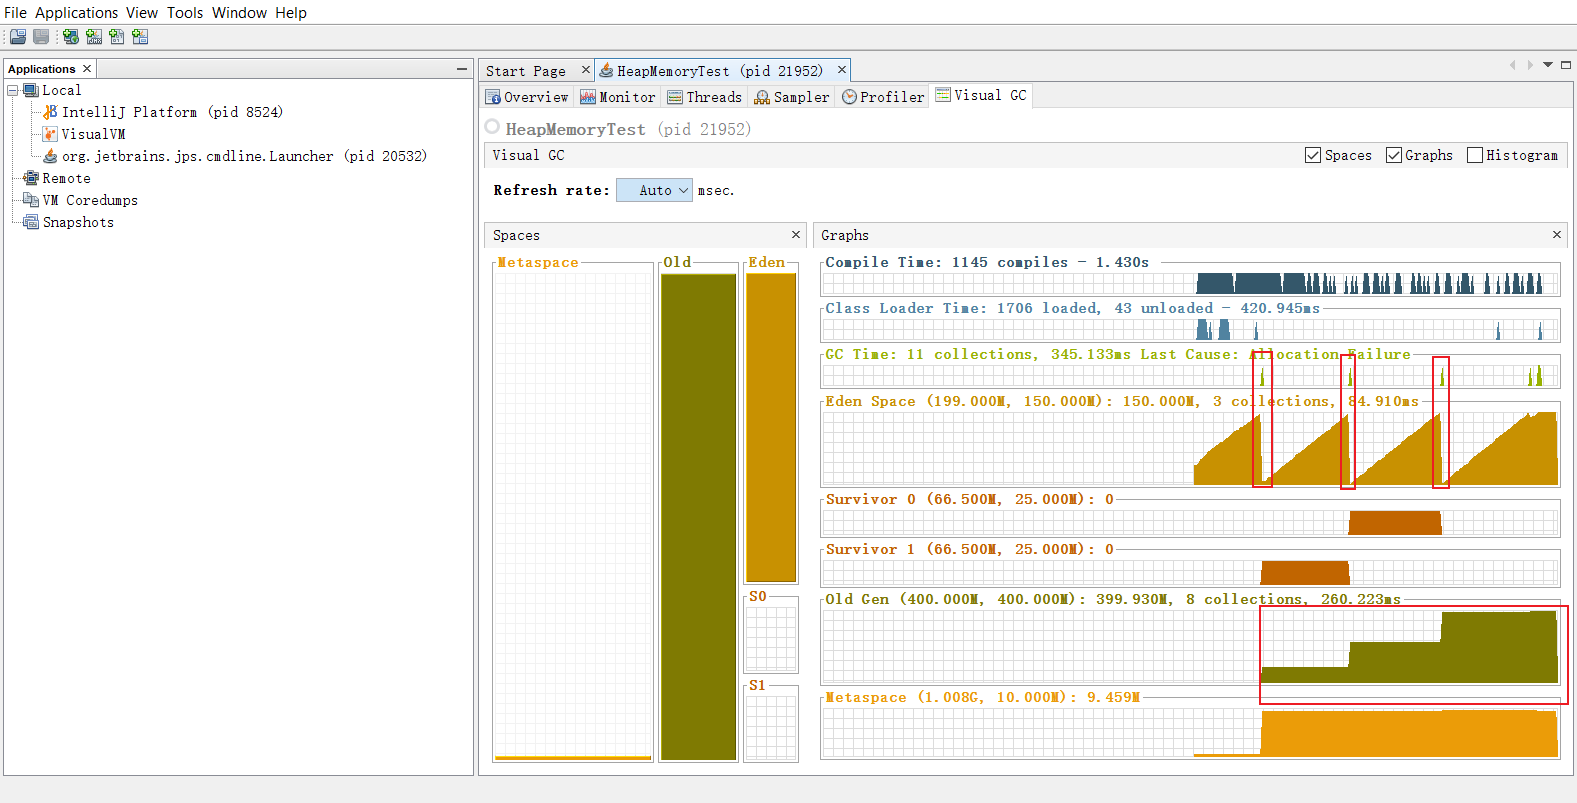 File Applications View Tools Window Help
Applications
Local
IntelliJ Platform (pid 8524)
VisualVM
org.jetbrains.jps.cmdline.Launcher (pid 20532)
Remote
VM Coredumps
Snapshots
Start Page
HeapMemoryTest (pid 21952)
Overview Monitor Threads Sampler Profiler Visual GC
HeapMemoryTest (pid 21952)
Visual GC
Spaces Graphs Histogram
Refresh rate: Auto msec.
Spaces
Metaspace Old Eden
S0
S1
Graphs
Compile Time: 1145 compiles - 1.430s
Class Loader Time: 1706 loaded, 43 unloaded - 420.945ms
GC Time: 11 collections, 345.133ms Last Cause: Allocation Failure
Eden Space (199.000M, 150.000M): 150.000M, 3 collections, 84.910ms
Survivor 0 (66.500M, 25.000M): 0
Survivor 1 (66.500M, 25.000M): 0
Old Gen (400.000M, 400.000M): 399.930M, 8 collections, 260.223ms
Metaspace (1.008G, 10.000M): 9.459M